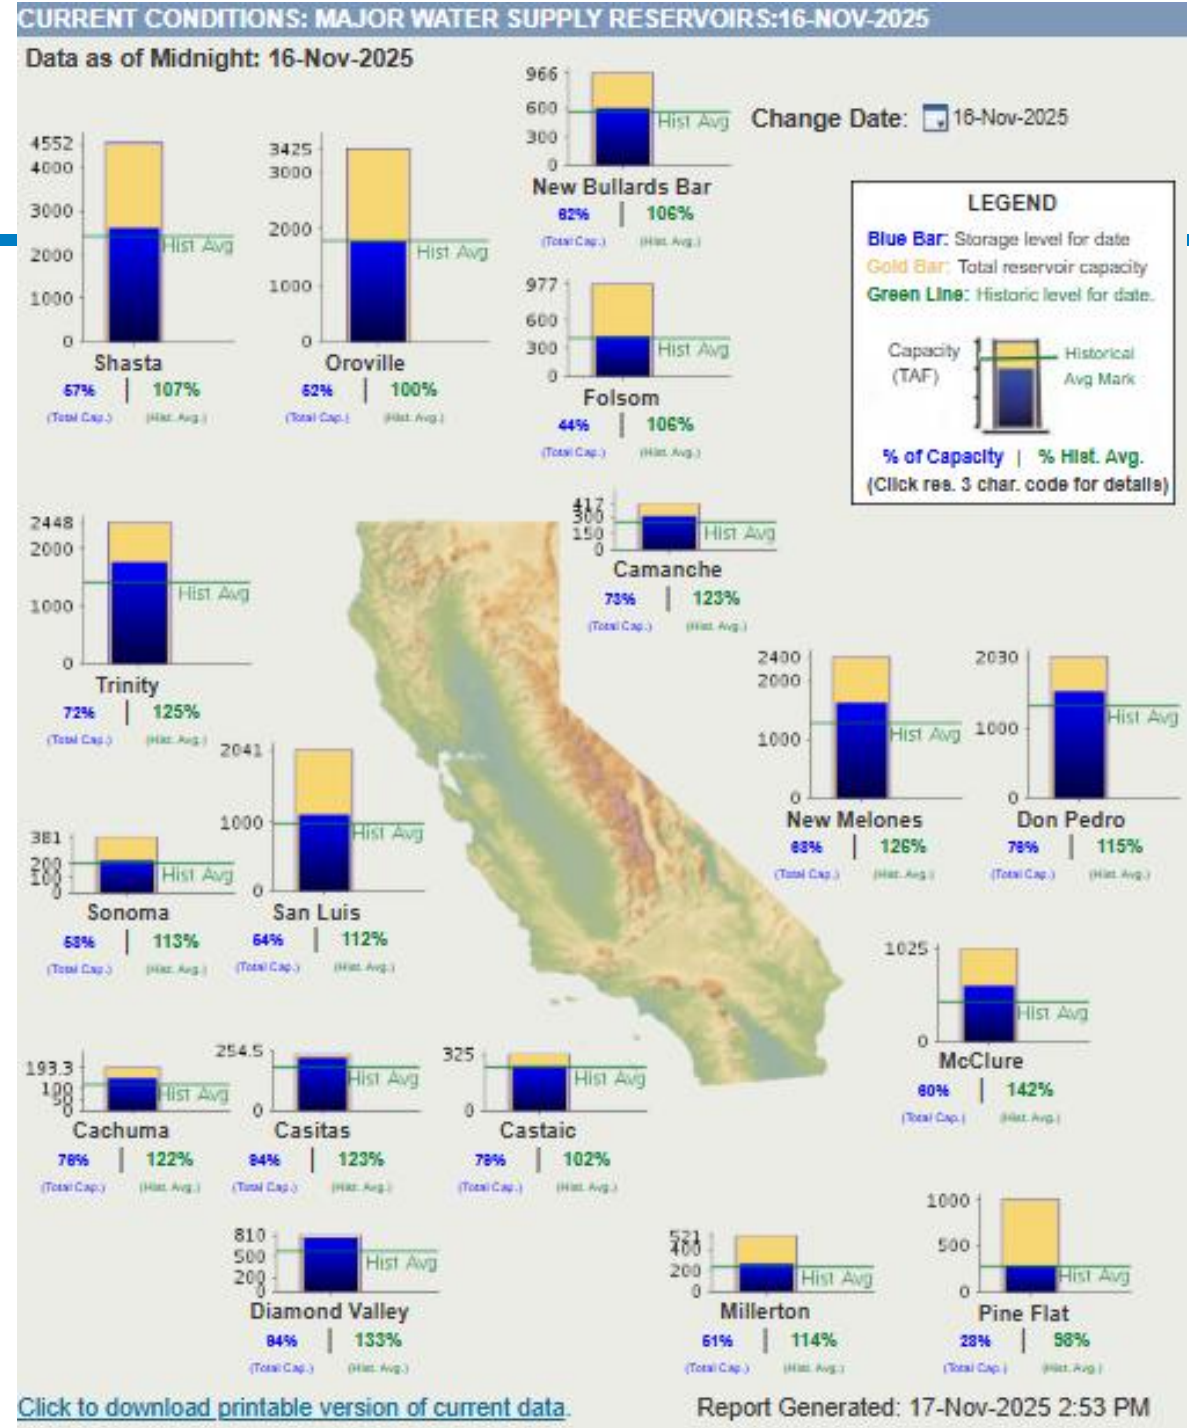 CURRENT CONDITIONS: MAJOR WATER SUPPLY RESERVOIRS:16-NOV-2025
Data as of Midnight: 16-Nov-2025
Change Date: 16-Nov-2025
966
600
300
0
Hist Avg
New Bullards Bar
62% | 106%
(Total Cap.) (Hist. Avg.)
4552
4000
3000
2000
1000
0
Hist Avg
Shasta
57% | 107%
(Total Cap.) (Hist. Avg.)
3425
3000
2000
1000
0
Hist Avg
Oroville
52% | 100%
(Total Cap.) (Hist. Avg.)
977
600
300
0
Hist Avg
Folsom
44% | 106%
(Total Cap.) (Hist. Avg.)
LEGEND
Blue Bar: Storage level for date
Gold Bar: Total reservoir capacity
Green Line: Historic level for date.
Capacity
(TAF)
Historical
Avg Mark
% of Capacity | % Hist. Avg.
(Click res. 3 char. code for details)
417
300
150
0
Hist Avg
Camanche
73% | 123%
(Total Cap.) (Hist. Avg.)
2448
2000
1000
0
Hist Avg
Trinity
72% | 125%
(Total Cap.) (Hist. Avg.)
2400
2000
1000
0
Hist Avg
New Melones
68% | 126%
(Total Cap.) (Hist. Avg.)
2030
1000
0
Hist Avg
Don Pedro
76% | 115%
(Total Cap.) (Hist. Avg.)
381
200
100
0
Hist Avg
Sonoma
58% | 113%
(Total Cap.) (Hist. Avg.)
2041
1000
0
Hist Avg
San Luis
54% | 112%
(Total Cap.) (Hist. Avg.)
1025
0
Hist Avg
McClure
60% | 142%
(Total Cap.) (Hist. Avg.)
193.3
100
50
0
Hist Avg
Cachuma
76% | 122%
(Total Cap.) (Hist. Avg.)
254.5
0
Hist Avg
Casitas
94% | 123%
(Total Cap.) (Hist. Avg.)
325
0
Hist Avg
Castaic
79% | 102%
(Total Cap.) (Hist. Avg.)
810
500
200
0
Hist Avg
Diamond Valley
94% | 133%
(Total Cap.) (Hist. Avg.)
521
400
200
0
Hist Avg
Millerton
51% | 114%
(Total Cap.) (Hist. Avg.)
1000
500
0
Hist Avg
Pine Flat
28% | 98%
(Total Cap.) (Hist. Avg.)
Click to download printable version of current data.
Report Generated: 17-Nov-2025 2:53 PM